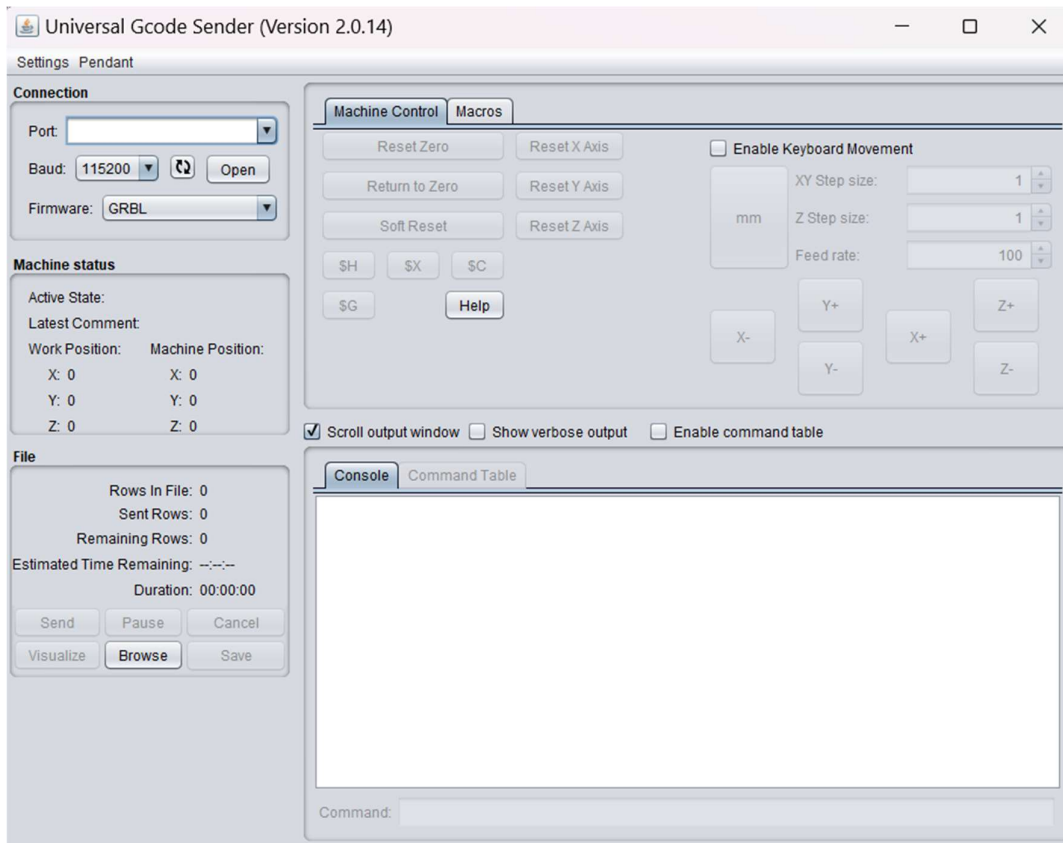 Universal Gcode Sender (Version 2.0.14)
Settings Pendant
Connection
Port:
Baud: 115200 Open
Firmware: GRBL
Machine status
Active State:
Latest Comment:
Work Position: Machine Position:
X: 0 X: 0
Y: 0 Y: 0
Z: 0 Z: 0
File
Rows In File: 0
Sent Rows: 0
Remaining Rows: 0
Estimated Time Remaining: --:--:--
Duration: 00:00:00
Send Pause Cancel
Visualize Browse Save
Machine Control Macros
Reset Zero Reset X Axis
Return to Zero Reset Y Axis
Soft Reset Reset Z Axis
$H $X $C
$G Help
Enable Keyboard Movement
mm
XY Step size: 1
Z Step size: 1
Feed rate: 100
Y+ Z+
X- X+
Y- Z-
Scroll output window Show verbose output Enable command table
Console Command Table
Command: